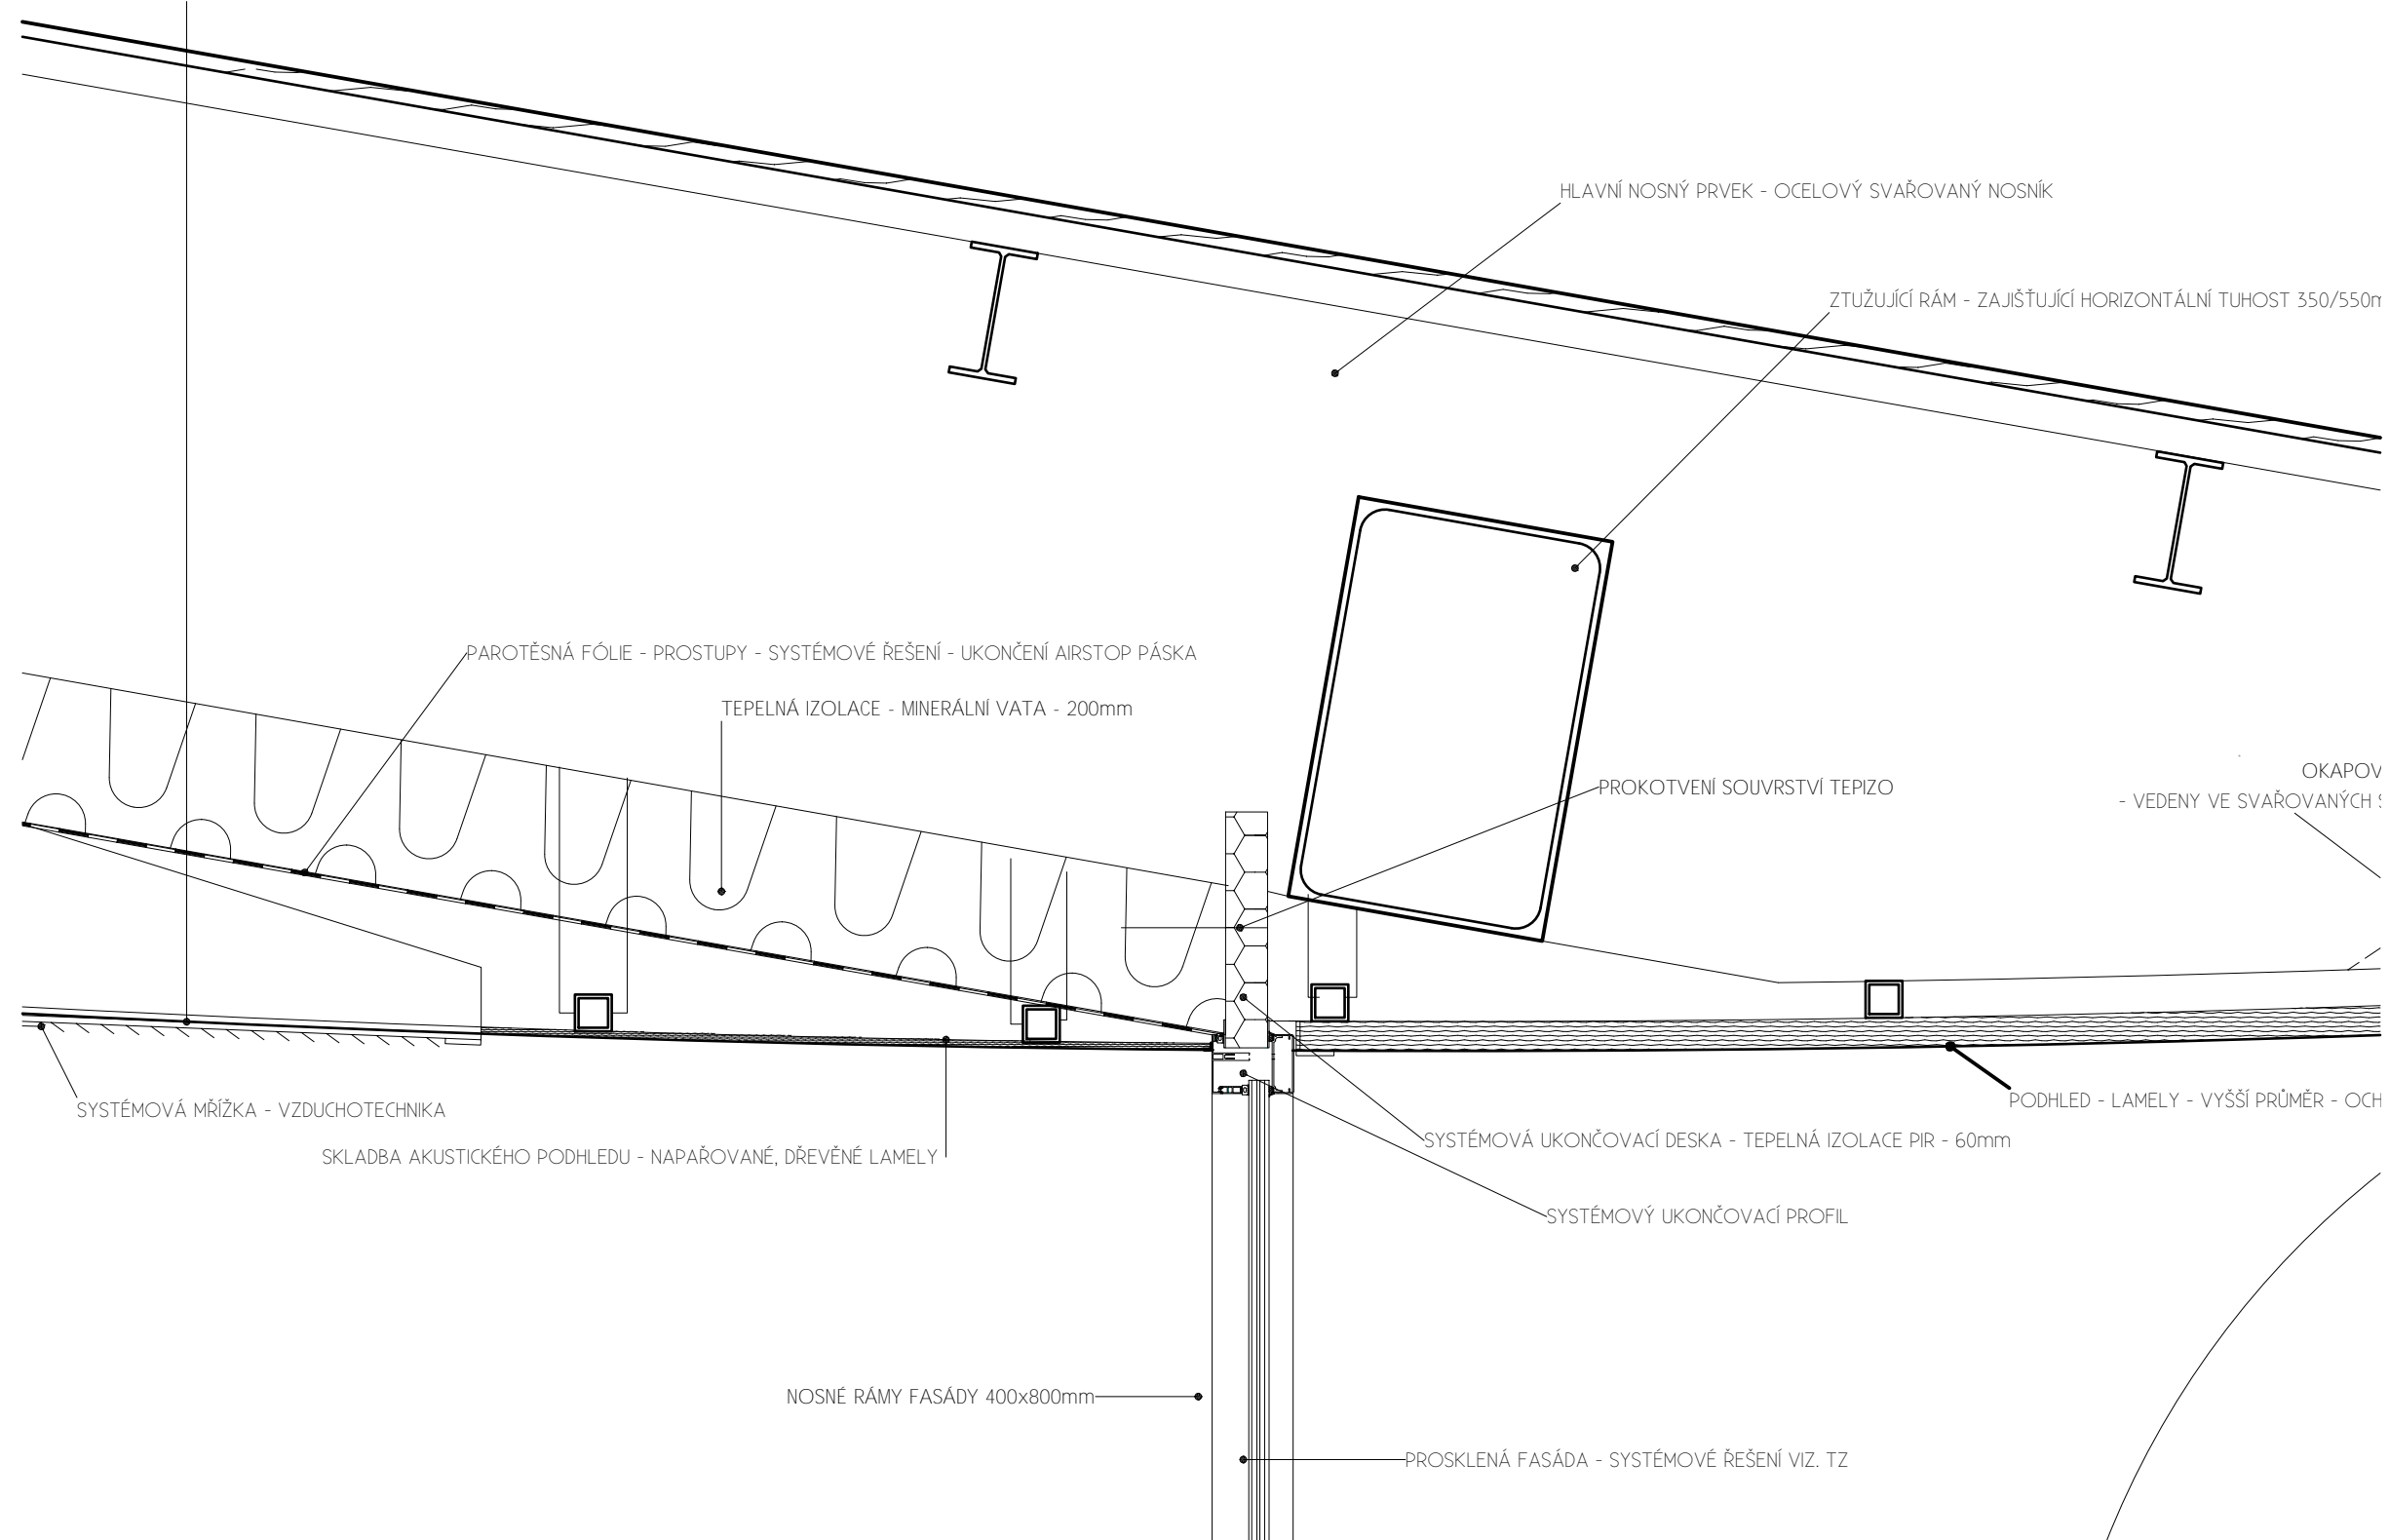 HLAVNÍ NOSNÝ PRVEK - OCELOVÝ SVAŘOVANÝ NOSNÍK
ZTUŽUJÍCÍ RÁM - ZAJIŠŤUJÍCÍ HORIZONTÁLNÍ TUHOST 350/550m
PAROTĚSNÁ FÓLIE - PROSTUPY - SYSTÉMOVÉ ŘEŠENÍ - UKONČENÍ AIRSTOP PÁSKA
TEPELNÁ IZOLACE - MINERÁLNÍ VATA - 200mm
OKAPOV
PROKOTVENÍ SOUVRSTVÍ TEPIZO
- VEDENY VE SVAŘOVANÝCH
SYSTÉMOVÁ MŘÍŽKA - VZDUCHOTECHNIKA
PODHLED - LAMELY - VYŠŠÍ PRŮMĚR - OCH
SYSTÉMOVÁ UKONČOVACÍ DESKA - TEPELNÁ IZOLACE PIR - 60mm
SKLADBA AKUSTICKÉHO PODHLEDU - NAPAŘOVANÉ, DŘEVĚNÉ LAMELY
SYSTÉMOVÝ UKONČOVACÍ PROFIL
NOSNÉ RÁMY FASÁDY 400x800mm
PROSKLENÁ FASÁDA - SYSTÉMOVÉ ŘEŠENÍ VIZ. TZ